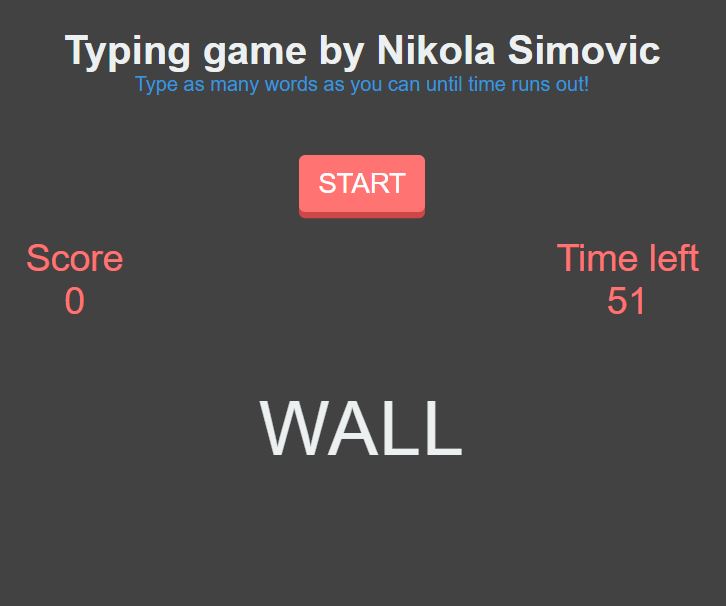 Typing game by Nikola Simovic
Type as many words as you can until time runs out!
START
Score
0
Time left
51
WALL